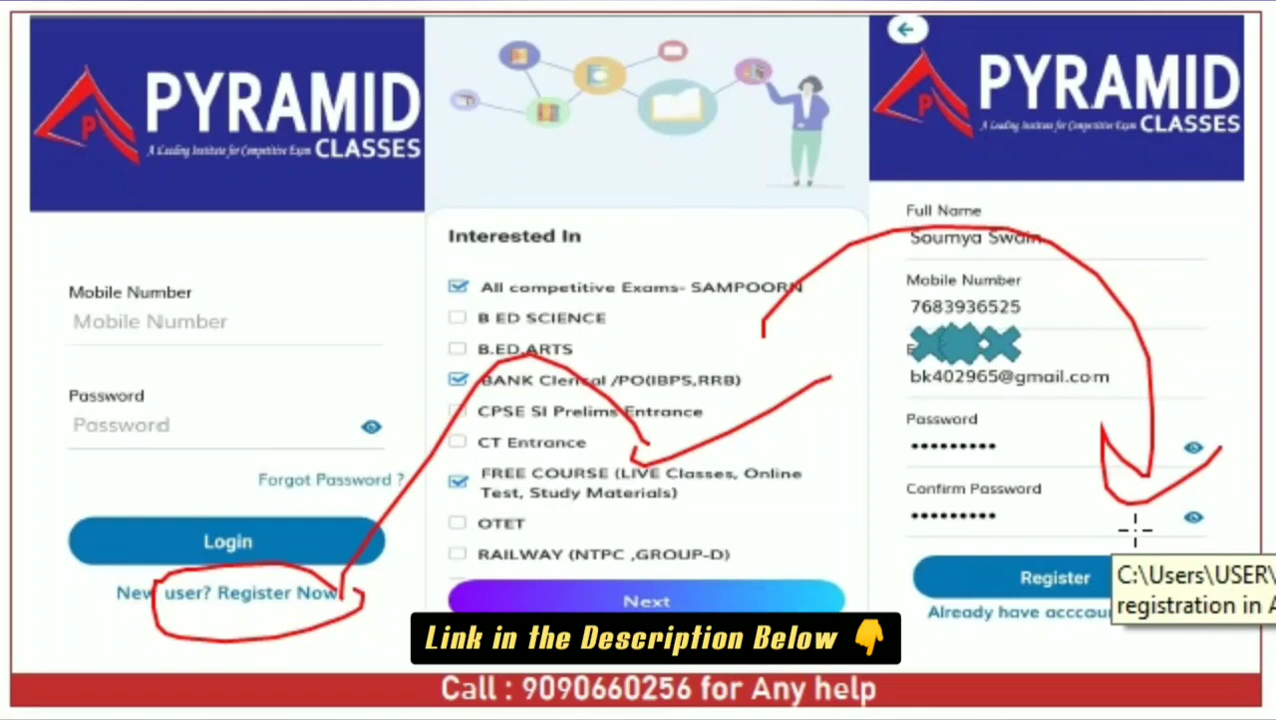 PYRAMID
A Leading Institute for Competitive Exam CLASSES
Mobile Number
Mobile Number
Password
Password
Forgot Password ?
Login
New user? Register Now
Interested In
All competitive Exams- SAMPOORN
B ED SCIENCE
B.ED.ARTS
BANK Clerical /PO(IBPS,RRB)
CPSE SI Prelims Entrance
CT Entrance
FREE COURSE (LIVE Classes, Online
Test, Study Materials)
OTET
RAILWAY (NTPC ,GROUP-D)
Next
PYRAMID
A Leading Institute for Competitive Exam CLASSES
Full Name
Soumya Swain
Mobile Number
7683936525
bk402965@gmail.com
Password
•••••••••
Confirm Password
•••••••••
Register
Already have acccou
C:\Users\USER\
registration in A
Link in the Description Below 👇
Call : 9090660256 for Any help